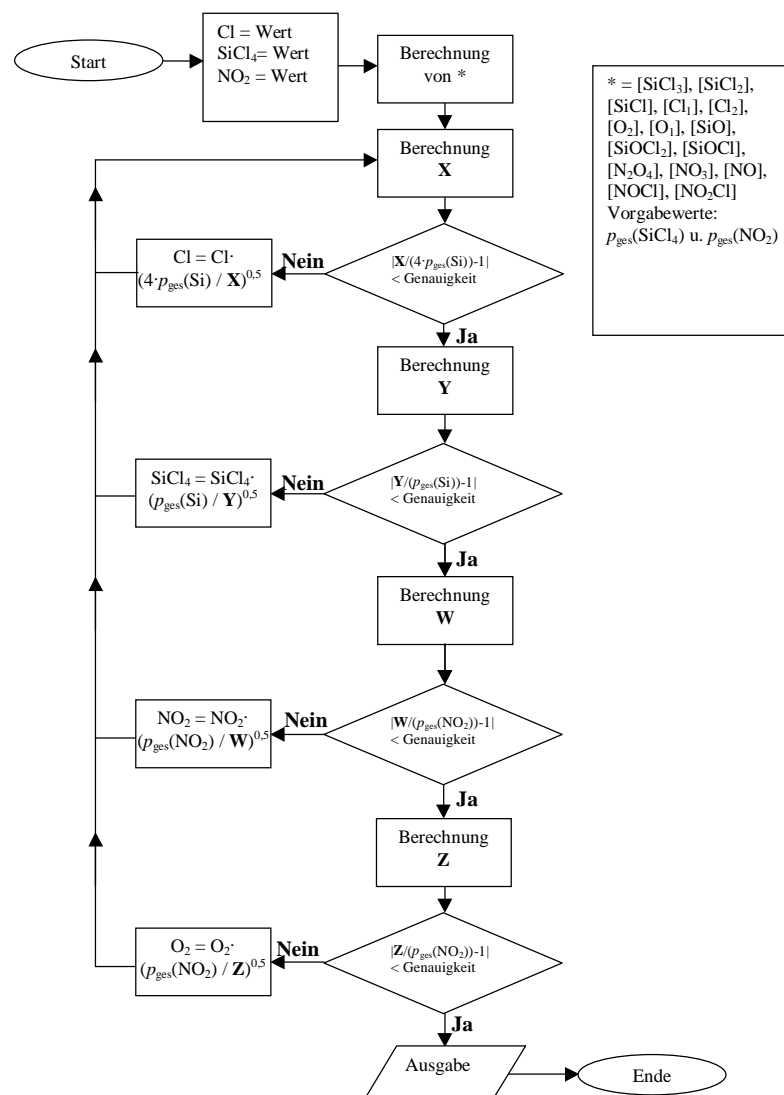 Start
Cl = Wert
SiCl₄= Wert
NO₂ = Wert
Berechnung
von *
* = [SiCl₃], [SiCl₂],
[SiCl], [Cl₁], [Cl₂],
[O₂], [O₁], [SiO],
[SiOCl₂], [SiOCl],
[N₂O₄], [NO₃], [NO],
[NOCl], [NO₂Cl]
Vorgabewerte:
pges(SiCl₄) u. pges(NO₂)
Berechnung
X
Cl = Cl·
(4·pges(Si) / X)^0,5
Nein
|X/(4·pges(Si))-1|
< Genauigkeit
Ja
Berechnung
Y
SiCl₄ = SiCl₄·
(pges(Si) / Y)^0,5
Nein
|Y/(pges(Si))-1|
< Genauigkeit
Ja
Berechnung
W
NO₂ = NO₂·
(pges(NO₂) / W)^0,5
Nein
|W/(pges(NO₂))-1|
< Genauigkeit
Ja
Berechnung
Z
O₂ = O₂·
(pges(NO₂) / Z)^0,5
Nein
|Z/(pges(NO₂))-1|
< Genauigkeit
Ja
Ausgabe
Ende